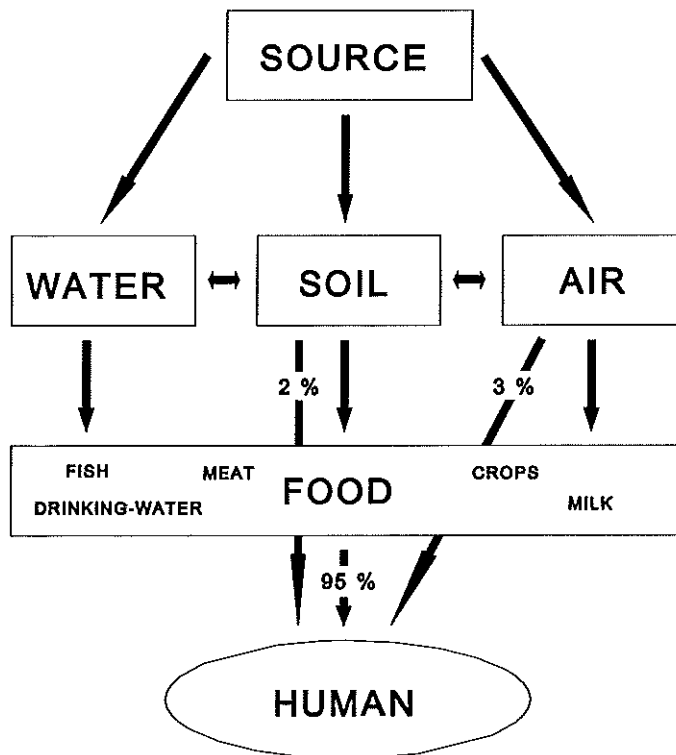 SOURCE
WATER
SOIL
AIR
2 %
3 %
FISH
MEAT
FOOD
CROPS
DRINKING-WATER
MILK
95 %
HUMAN